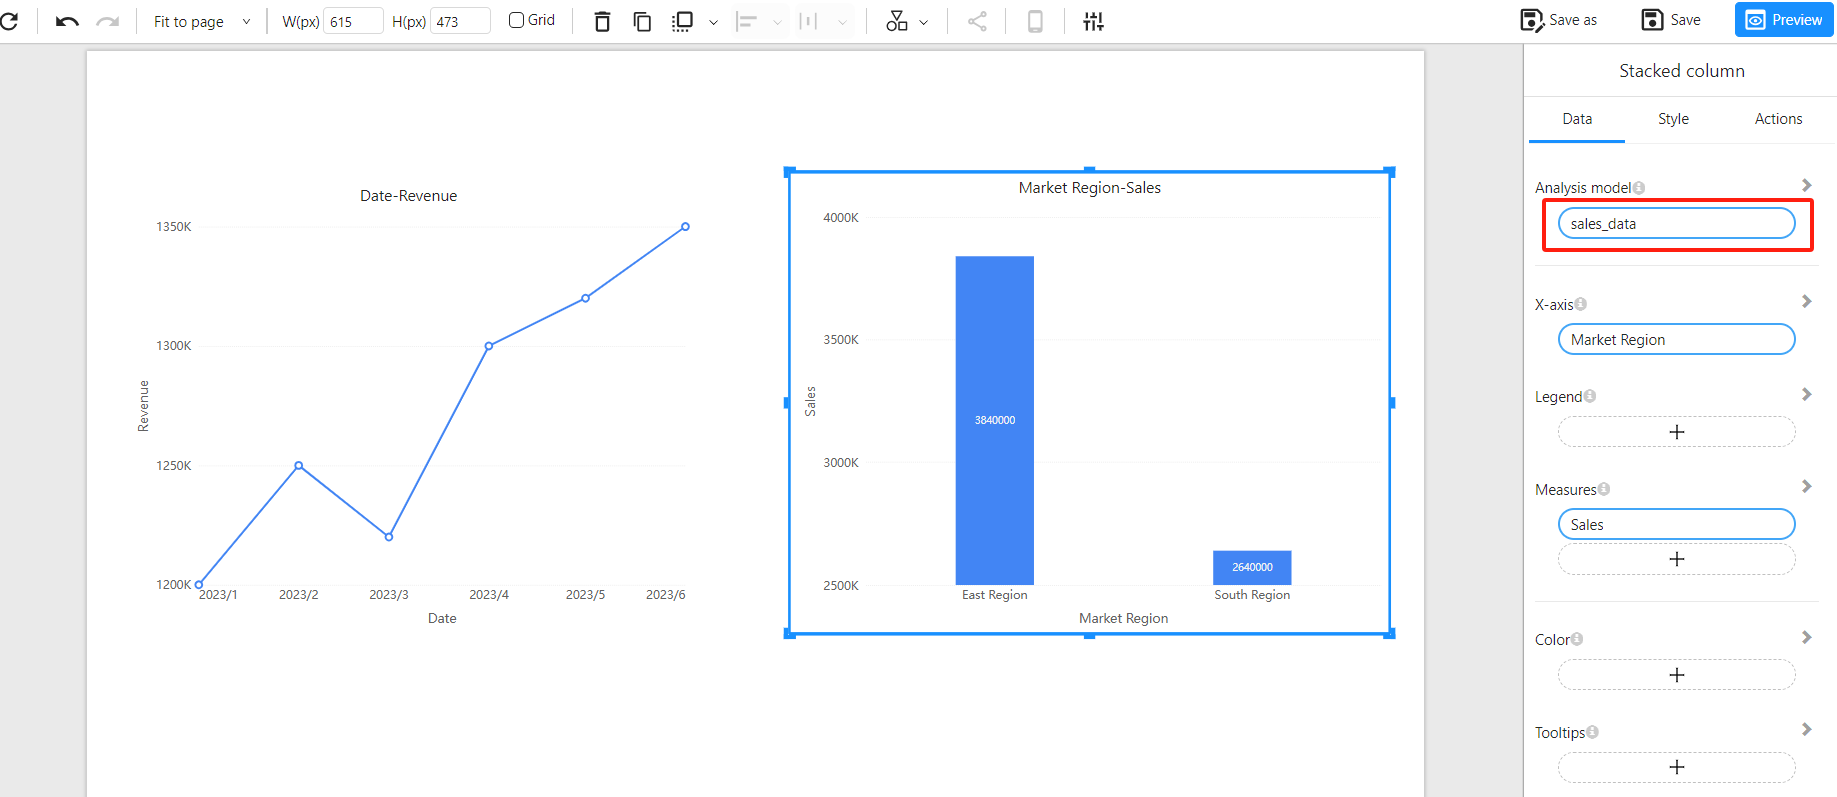 Fit to page
W(px) 615
H(px) 473
Grid
Save as
Save
Preview
Date-Revenue
1350K
1300K
1250K
1200K
Revenue
2023/1 2023/2 2023/3 2023/4 2023/5 2023/6
Date
Market Region-Sales
4000K
3500K
3000K
2500K
Sales
3840000
2640000
East Region South Region
Market Region
Stacked column
Data Style Actions
Analysis model
sales_data
X-axis
Market Region
Legend
Measures
Sales
Color
Tooltips